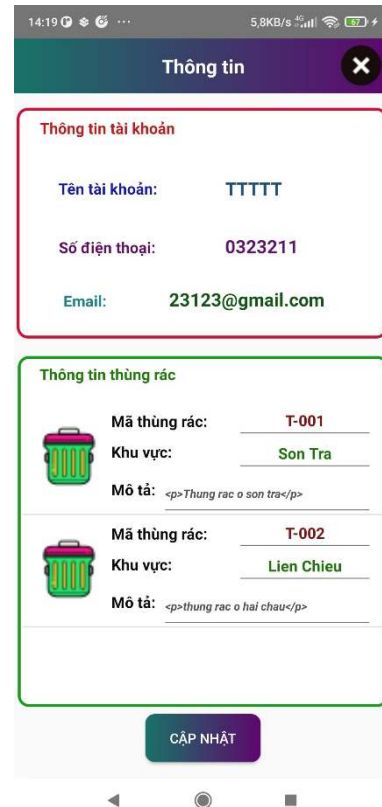 14:19 ... 5,8KB/s 4G 67
Thông tin
Thông tin tài khoản
Tên tài khoản: TTTTT
Số điện thoại: 0323211
Email: 23123@gmail.com
Thông tin thùng rác
Mã thùng rác: T-001
Khu vực: Son Tra
Mô tả: <p>Thung rac o son tra</p>
Mã thùng rác: T-002
Khu vực: Lien Chieu
Mô tả: <p>thung rac o hai chau</p>
CẬP NHẬT